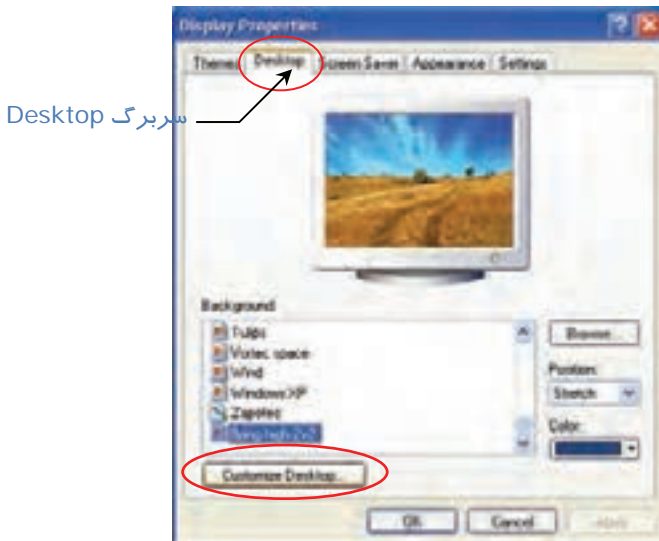 Display Properties
Themes Desktop Screen Saver Appearance Settings
سربرگ Desktop
Background
Tulips
Vortec space
Wind
Windows XP
Zapotec
Browse...
Position:
Stretch
Color:
Customize Desktop...
OK Cancel Apply